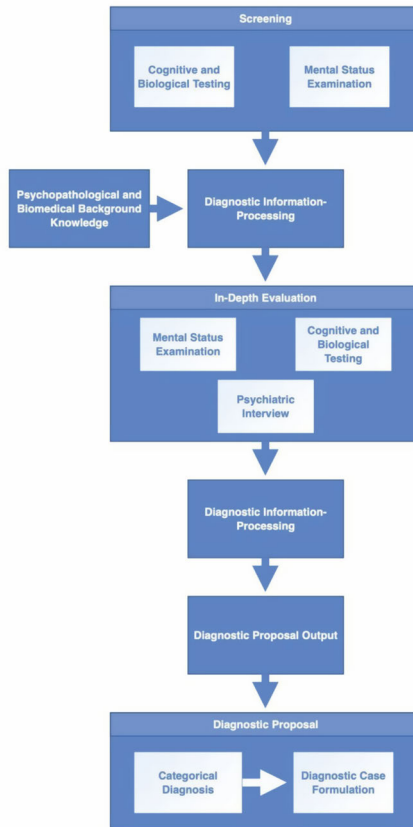 Screening
Cognitive and
Biological Testing
Mental Status
Examination
Psychopathological and
Biomedical Background
Knowledge
Diagnostic Information-
Processing
In-Depth Evaluation
Mental Status
Examination
Cognitive and
Biological
Testing
Psychiatric
Interview
Diagnostic Information-
Processing
Diagnostic Proposal Output
Diagnostic Proposal
Categorical
Diagnosis
Diagnostic Case
Formulation